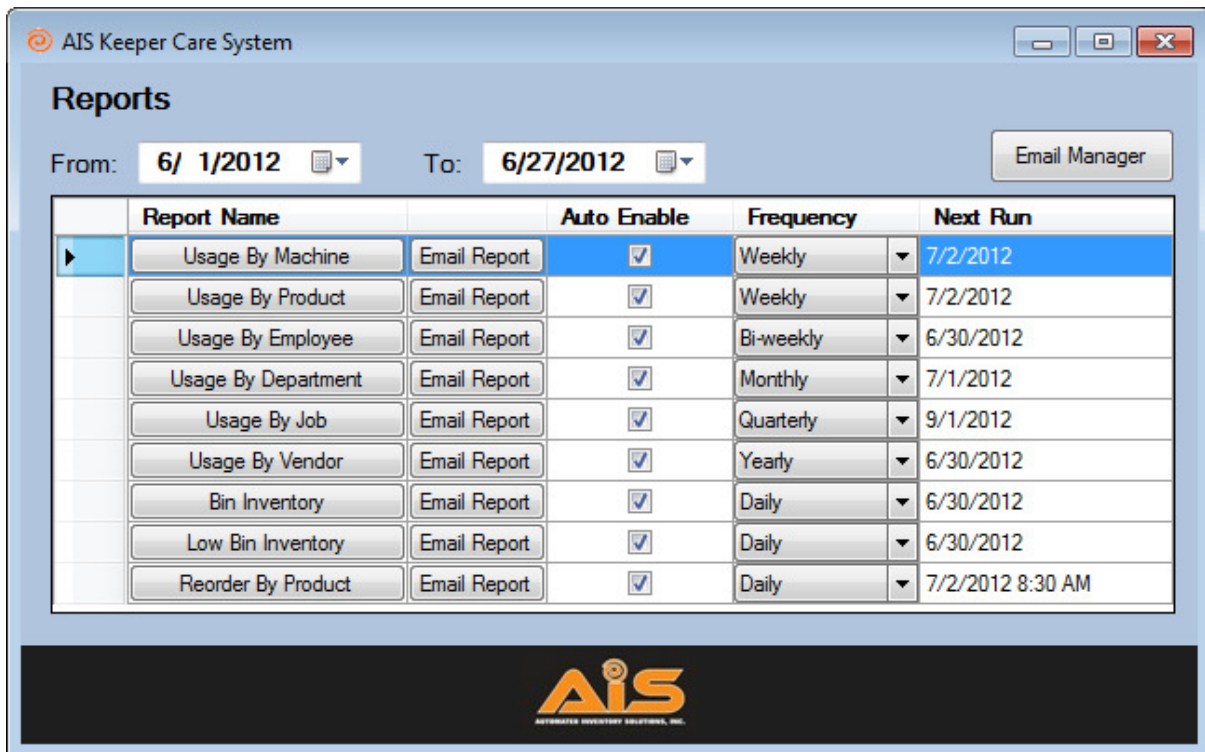 AIS Keeper Care System
Reports
From: 6/ 1/2012 To: 6/27/2012 Email Manager
Report Name Auto Enable Frequency Next Run
Usage By Machine Email Report Weekly 7/2/2012
Usage By Product Email Report Weekly 7/2/2012
Usage By Employee Email Report Bi-weekly 6/30/2012
Usage By Department Email Report Monthly 7/1/2012
Usage By Job Email Report Quarterly 9/1/2012
Usage By Vendor Email Report Yearly 6/30/2012
Bin Inventory Email Report Daily 6/30/2012
Low Bin Inventory Email Report Daily 6/30/2012
Reorder By Product Email Report Daily 7/2/2012 8:30 AM
AiS
AUTOMATED INVENTORY SOLUTIONS, INC.